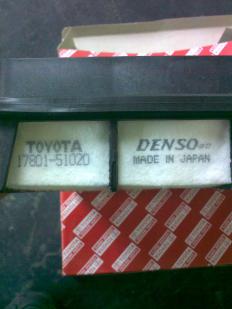 TOYOTA
17801-51020
DENSO
MADE IN JAPAN